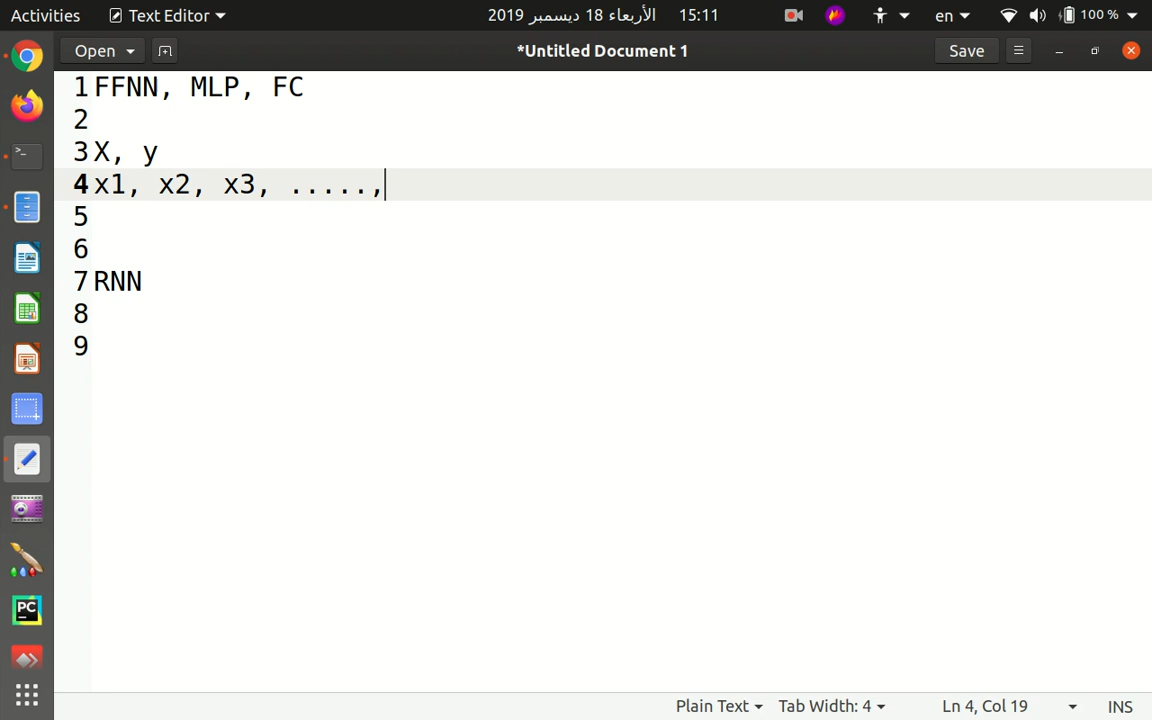 Activities Text Editor الأربعاء 18 ديسمبر 2019 15:11 en 100 %
Open *Untitled Document 1 Save
1 FFNN, MLP, FC
2
3 X, y
4 x1, x2, x3, .....,
5
6
7 RNN
8
9
PC
Plain Text Tab Width: 4 Ln 4, Col 19 INS